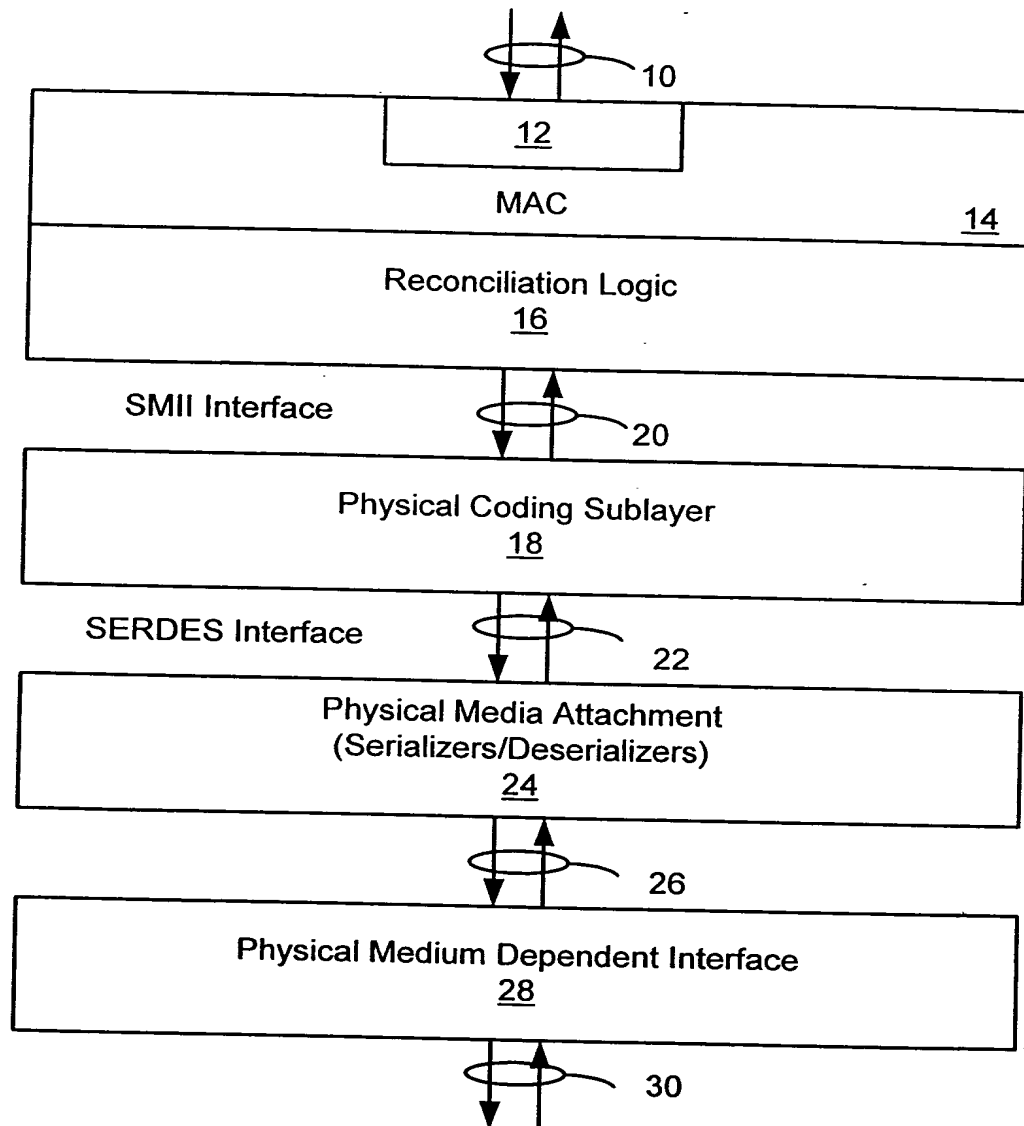 10
12
MAC
14
Reconciliation Logic
16
SMII Interface
20
Physical Coding Sublayer
18
SERDES Interface
22
Physical Media Attachment
(Serializers/Deserializers)
24
26
Physical Medium Dependent Interface
28
30